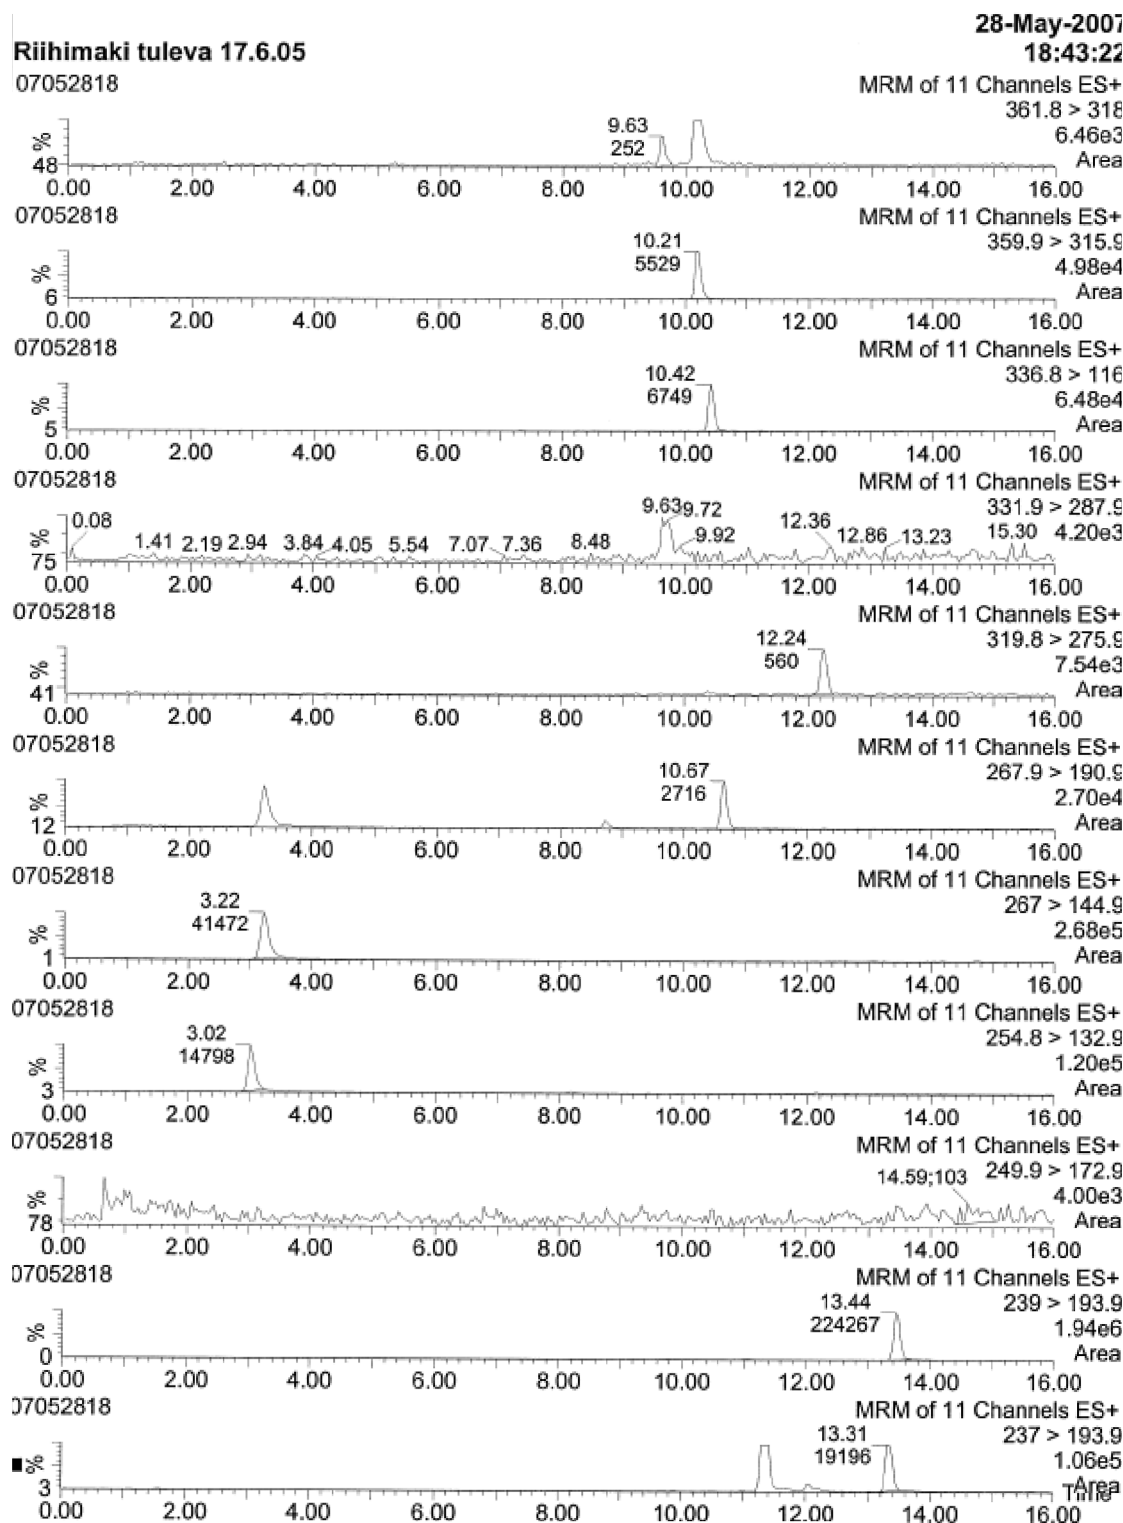 28-May-2007
Riihimaki tuleva 17.6.05 18:43:22
07052818 MRM of 11 Channels ES+
361.8 > 318
6.46e3
Area
9.63
252
%
48
0.00 2.00 4.00 6.00 8.00 10.00 12.00 14.00 16.00
07052818 MRM of 11 Channels ES+
359.9 > 315.9
4.98e4
Area
10.21
5529
%
6
0.00 2.00 4.00 6.00 8.00 10.00 12.00 14.00 16.00
07052818 MRM of 11 Channels ES+
336.8 > 116
6.48e4
Area
10.42
6749
%
5
0.00 2.00 4.00 6.00 8.00 10.00 12.00 14.00 16.00
07052818 MRM of 11 Channels ES+
331.9 > 287.9
4.20e3
Area
0.08 1.41 2.19 2.94 3.84 4.05 5.54 7.07 7.36 8.48 9.63 9.72 9.92 12.36 12.86 13.23 15.30
%
75
0.00 2.00 4.00 6.00 8.00 10.00 12.00 14.00 16.00
07052818 MRM of 11 Channels ES+
319.8 > 275.9
7.54e3
Area
12.24
560
%
41
0.00 2.00 4.00 6.00 8.00 10.00 12.00 14.00 16.00
07052818 MRM of 11 Channels ES+
267.9 > 190.9
2.70e4
Area
10.67
2716
%
12
0.00 2.00 4.00 6.00 8.00 10.00 12.00 14.00 16.00
07052818 MRM of 11 Channels ES+
267 > 144.9
2.68e5
Area
3.22
41472
%
1
0.00 2.00 4.00 6.00 8.00 10.00 12.00 14.00 16.00
07052818 MRM of 11 Channels ES+
254.8 > 132.9
1.20e5
Area
3.02
14798
%
3
0.00 2.00 4.00 6.00 8.00 10.00 12.00 14.00 16.00
07052818 MRM of 11 Channels ES+
249.9 > 172.9
4.00e3
Area
14.59;103
%
78
0.00 2.00 4.00 6.00 8.00 10.00 12.00 14.00 16.00
07052818 MRM of 11 Channels ES+
239 > 193.9
1.94e6
Area
13.44
224267
%
0
0.00 2.00 4.00 6.00 8.00 10.00 12.00 14.00 16.00
07052818 MRM of 11 Channels ES+
237 > 193.9
1.06e5
Area
13.31
19196
%
3
0.00 2.00 4.00 6.00 8.00 10.00 12.00 14.00 16.00 Time